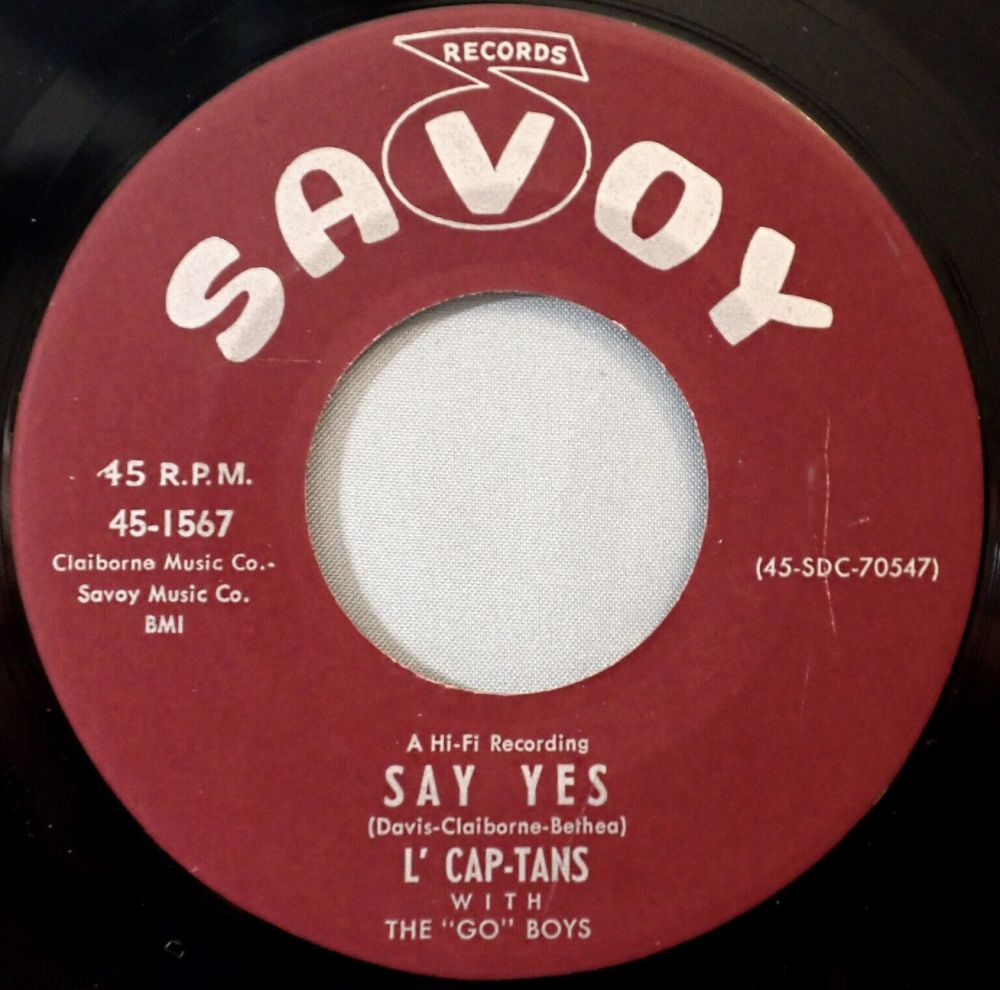 RECORDS
SAVOY
45 R.P.M.
45-1567
Claiborne Music Co.-
Savoy Music Co.
BMI
(45-SDC-70547)
A Hi-Fi Recording
SAY YES
(Davis-Claiborne-Bethea)
L' CAP-TANS
WITH
THE "GO" BOYS